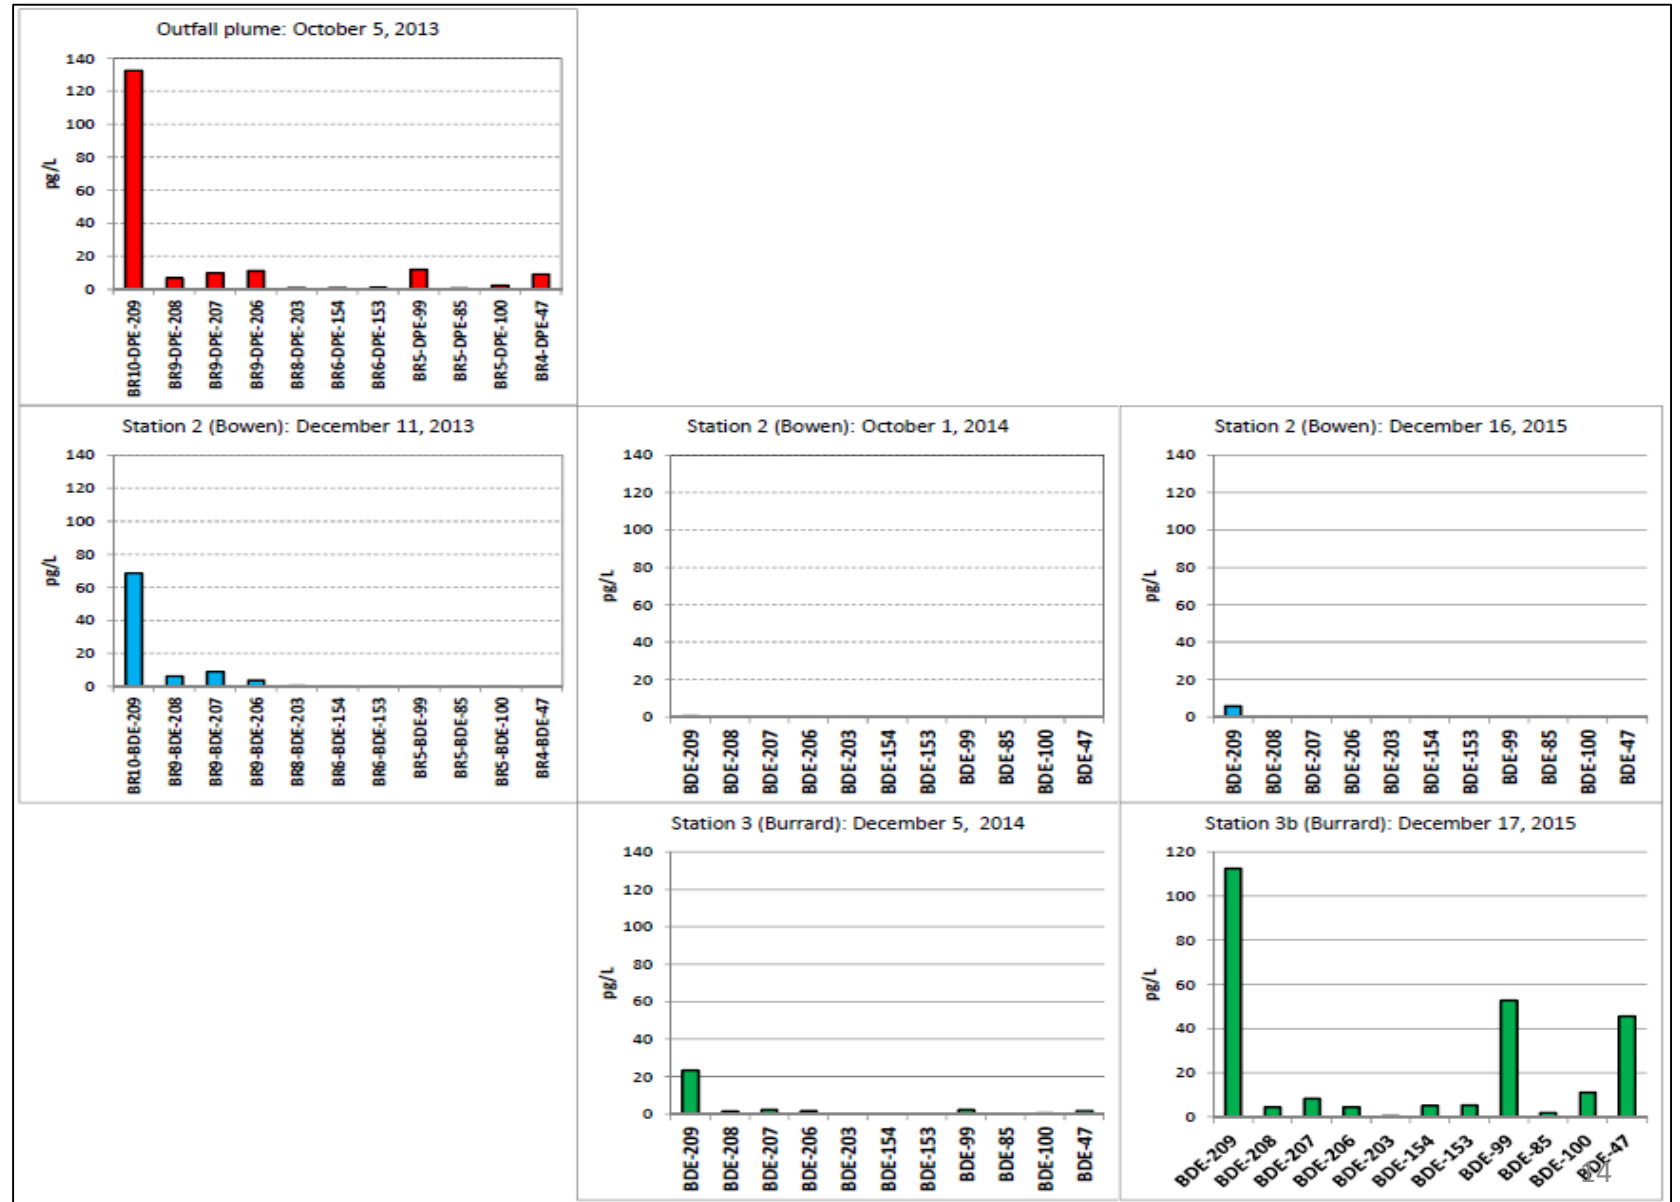 Outfall plume: October 5, 2013
140
120
100
80
60
40
20
0
pg/L
BR10-DPE-209
BR9-DPE-208
BR9-DPE-207
BR9-DPE-206
BR8-DPE-203
BR6-DPE-154
BR6-DPE-153
BR5-DPE-99
BR5-DPE-85
BR5-DPE-100
BR4-DPE-47
Station 2 (Bowen): December 11, 2013
140
120
100
80
60
40
20
0
pg/L
BR10-BDE-209
BR9-BDE-208
BR9-BDE-207
BR9-BDE-206
BR8-BDE-203
BR6-BDE-154
BR6-BDE-153
BR5-BDE-99
BR5-BDE-85
BR5-BDE-100
BR4-BDE-47
Station 2 (Bowen): October 1, 2014
140
120
100
80
60
40
20
0
pg/L
BDE-209
BDE-208
BDE-207
BDE-206
BDE-203
BDE-154
BDE-153
BDE-99
BDE-85
BDE-100
BDE-47
Station 2 (Bowen): December 16, 2015
140
120
100
80
60
40
20
0
pg/L
BDE-209
BDE-208
BDE-207
BDE-206
BDE-203
BDE-154
BDE-153
BDE-99
BDE-85
BDE-100
BDE-47
Station 3 (Burrard): December 5, 2014
140
120
100
80
60
40
20
0
pg/L
BDE-209
BDE-208
BDE-207
BDE-206
BDE-203
BDE-154
BDE-153
BDE-99
BDE-85
BDE-100
BDE-47
Station 3b (Burrard): December 17, 2015
120
100
80
60
40
20
0
pg/L
BDE-209
BDE-208
BDE-207
BDE-206
BDE-203
BDE-154
BDE-153
BDE-99
BDE-85
BDE-100
BDE-47